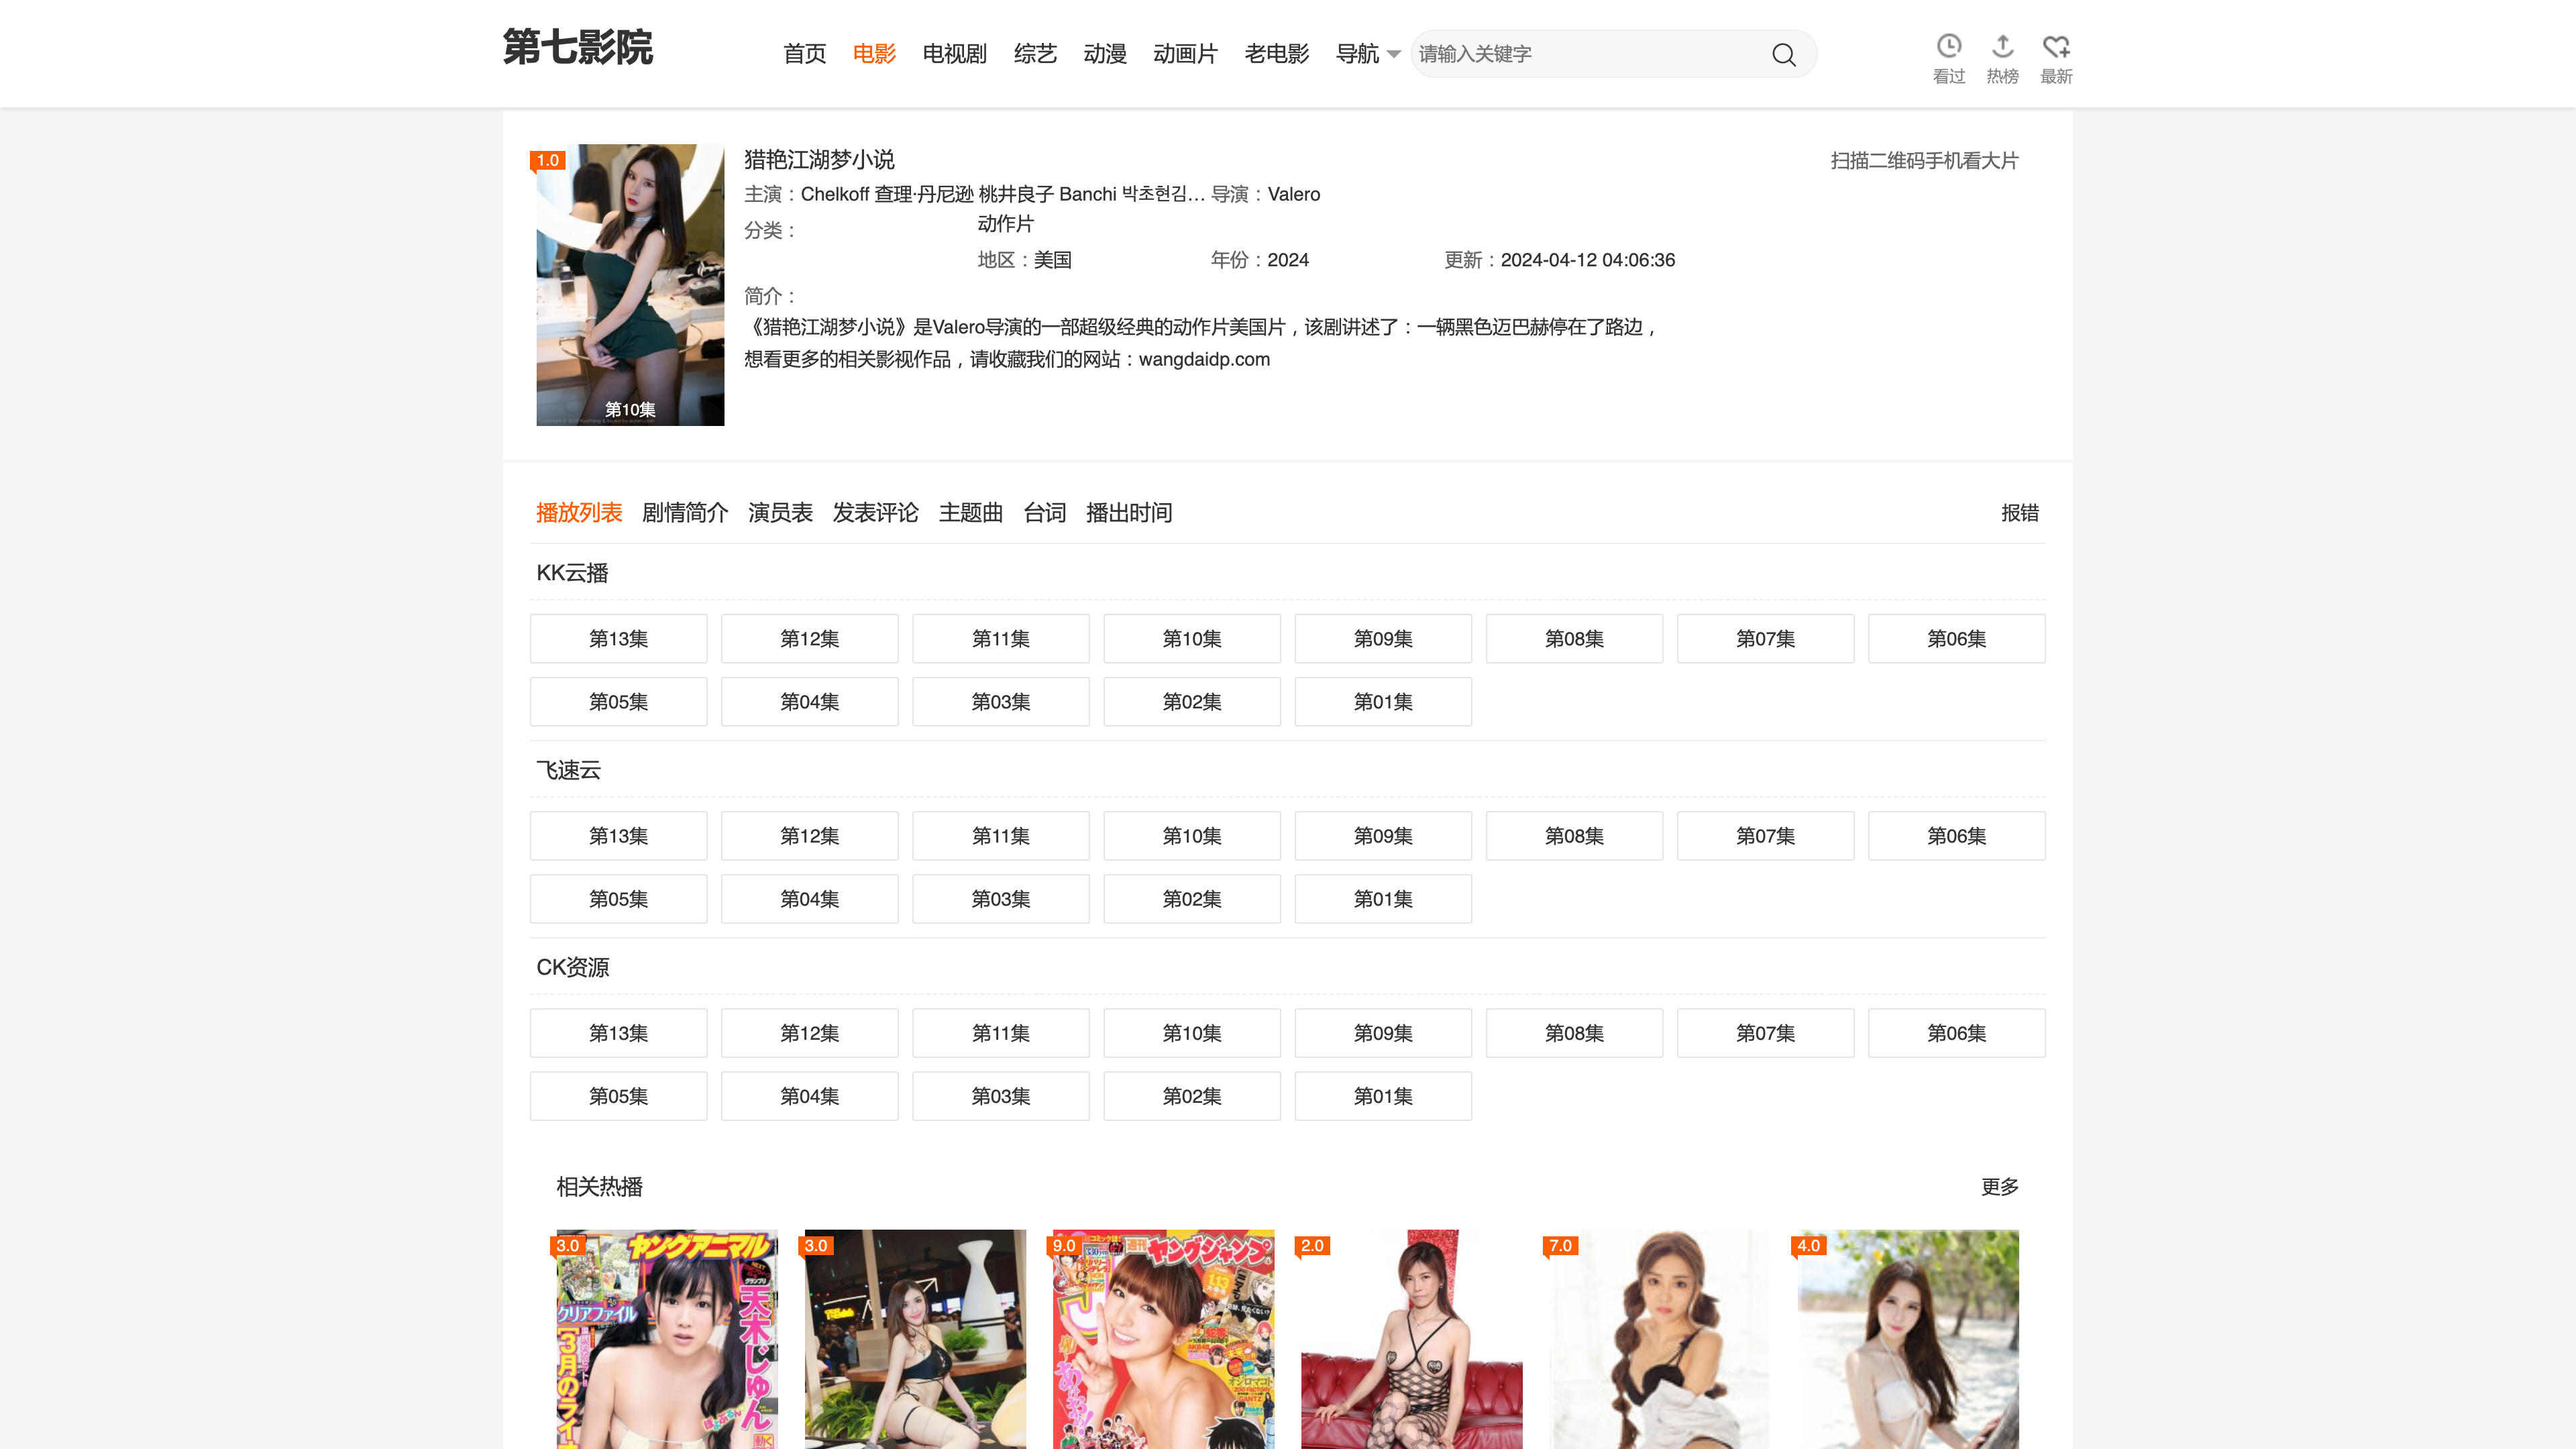 第七影院
首页 电影 电视剧 综艺 动漫 动画片 老电影 导航 请输入关键字
看过 热榜 最新
1.0
第10集
猎艳江湖梦小说
扫描二维码手机看大片
主演：Chelkoff 查理·丹尼逊 桃井良子 Banchi 박초현김… 导演：Valero
分类：
动作片
地区：美国 年份：2024 更新：2024-04-12 04:06:36
简介：
《猎艳江湖梦小说》是Valero导演的一部超级经典的动作片美国片，该剧讲述了：一辆黑色迈巴赫停在了路边，
想看更多的相关影视作品，请收藏我们的网站：wangdaidp.com
播放列表 剧情简介 演员表 发表评论 主题曲 台词 播出时间 报错
KK云播
第13集 第12集 第11集 第10集 第09集 第08集 第07集 第06集
第05集 第04集 第03集 第02集 第01集
飞速云
第13集 第12集 第11集 第10集 第09集 第08集 第07集 第06集
第05集 第04集 第03集 第02集 第01集
CK资源
第13集 第12集 第11集 第10集 第09集 第08集 第07集 第06集
第05集 第04集 第03集 第02集 第01集
相关热播 更多
3.0 3.0 9.0 2.0 7.0 4.0
ヤングアニマル
クリアファイル
天木じゅん
ヤングジャンプ